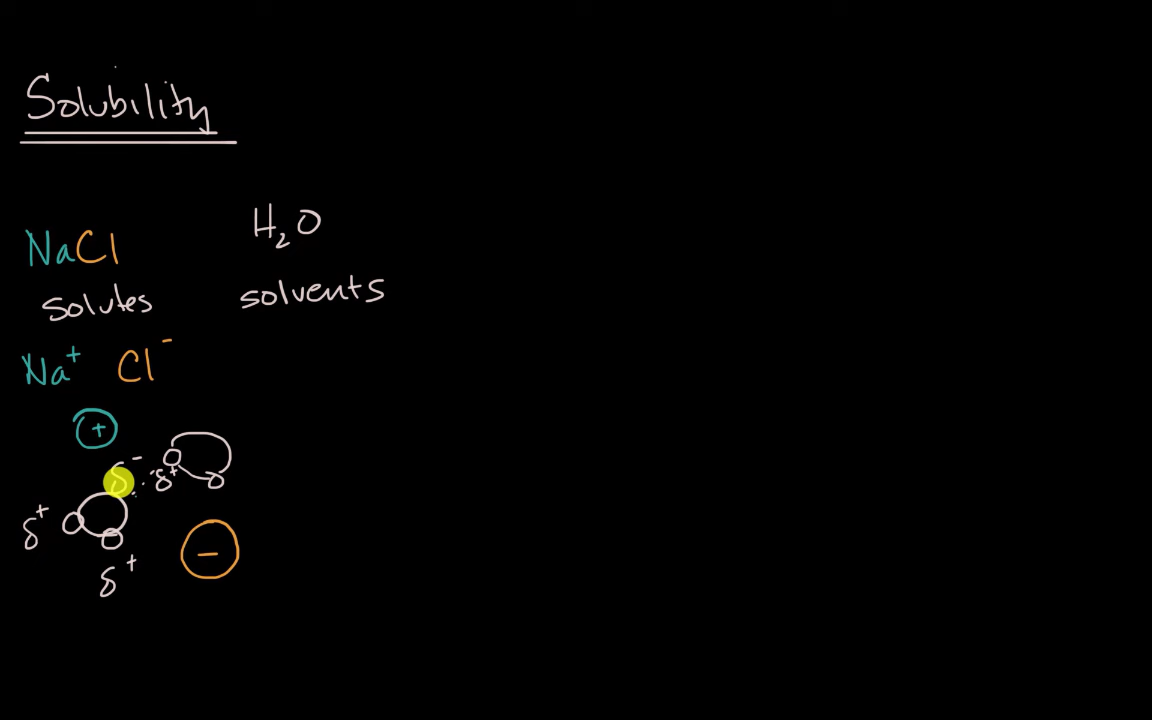 Solubility
NaCl H₂O
solutes solvents
Na⁺ Cl⁻
+
δ⁻ δ⁺
δ⁺
−
δ⁺